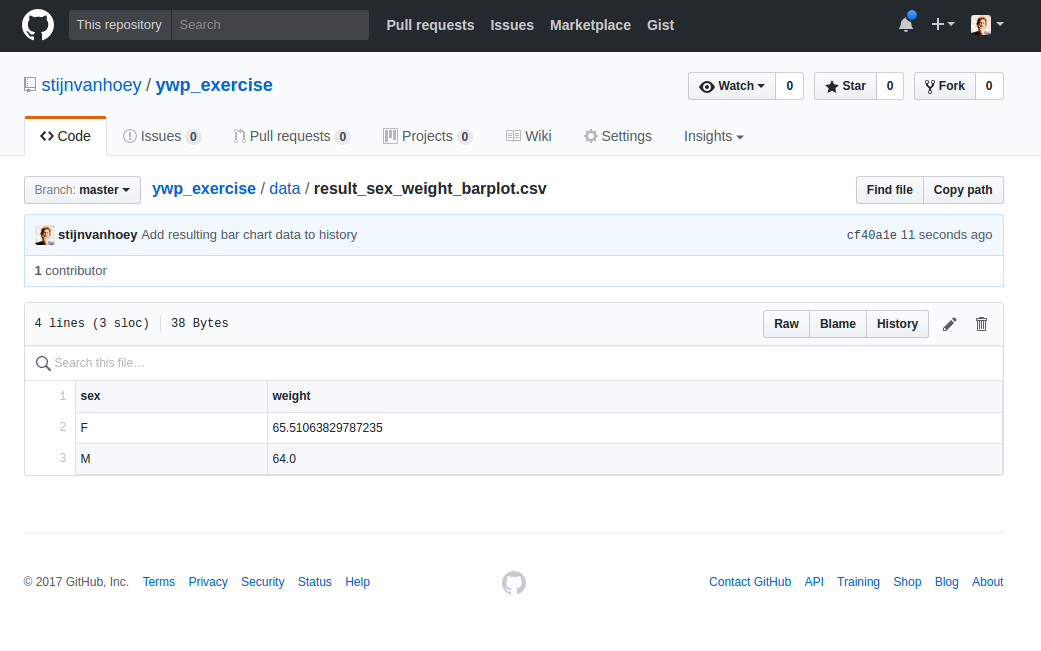 This repository Search Pull requests Issues Marketplace Gist
stijnvanhoey / ywp_exercise Watch 0 Star 0 Fork 0
Code Issues 0 Pull requests 0 Projects 0 Wiki Settings Insights
Branch: master ywp_exercise / data / result_sex_weight_barplot.csv Find file Copy path
stijnvanhoey Add resulting bar chart data to history cf40a1e 11 seconds ago
1 contributor
4 lines (3 sloc) 38 Bytes Raw Blame History
Search this file…
1 sex weight
2 F 65.51063829787235
3 M 64.0
© 2017 GitHub, Inc. Terms Privacy Security Status Help Contact GitHub API Training Shop Blog About